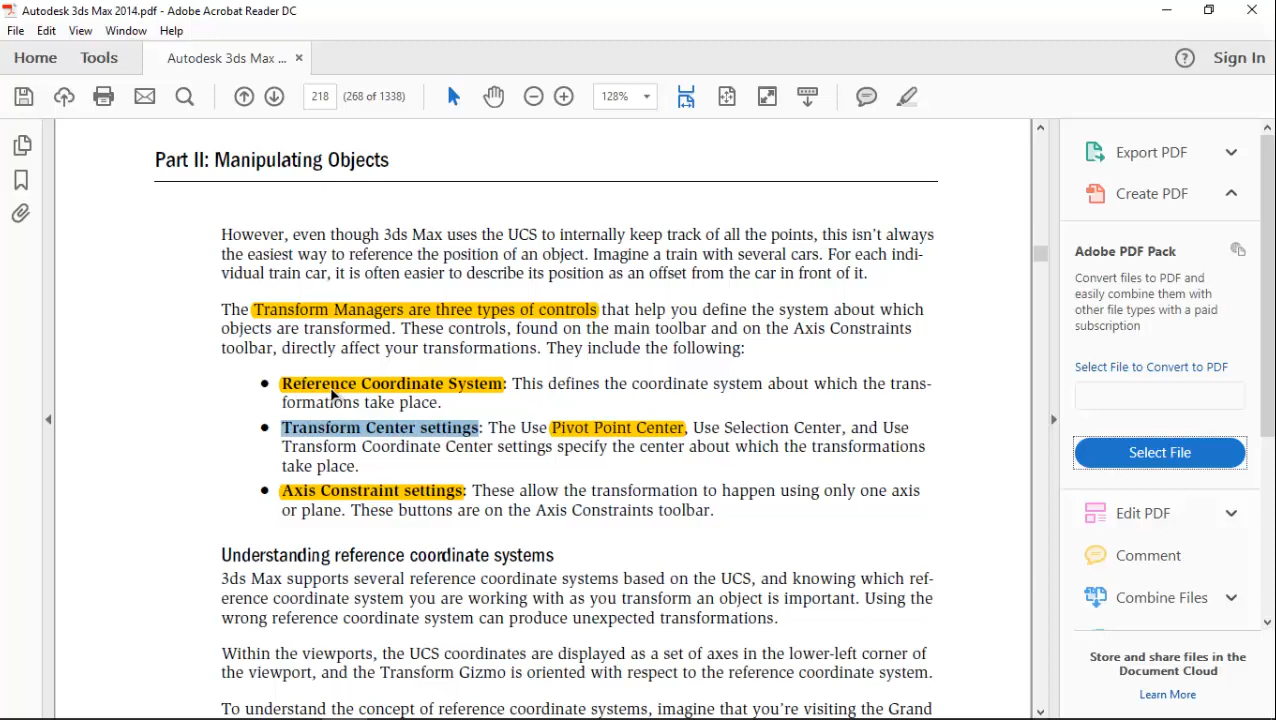 Autodesk 3ds Max 2014.pdf - Adobe Acrobat Reader DC
File Edit View Window Help
Home Tools Autodesk 3ds Max ... ×
Sign In
218 (268 of 1338) 128%
Part II: Manipulating Objects
However, even though 3ds Max uses the UCS to internally keep track of all the points, this isn't always
the easiest way to reference the position of an object. Imagine a train with several cars. For each indi-
vidual train car, it is often easier to describe its position as an offset from the car in front of it.
The Transform Managers are three types of controls that help you define the system about which
objects are transformed. These controls, found on the main toolbar and on the Axis Constraints
toolbar, directly affect your transformations. They include the following:
● Reference Coordinate System: This defines the coordinate system about which the trans-
formations take place.
● Transform Center settings: The Use Pivot Point Center, Use Selection Center, and Use
Transform Coordinate Center settings specify the center about which the transformations
take place.
● Axis Constraint settings: These allow the transformation to happen using only one axis
or plane. These buttons are on the Axis Constraints toolbar.
Understanding reference coordinate systems
3ds Max supports several reference coordinate systems based on the UCS, and knowing which ref-
erence coordinate system you are working with as you transform an object is important. Using the
wrong reference coordinate system can produce unexpected transformations.
Within the viewports, the UCS coordinates are displayed as a set of axes in the lower-left corner of
the viewport, and the Transform Gizmo is oriented with respect to the reference coordinate system.
To understand the concept of reference coordinate systems, imagine that you're visiting the Grand
Export PDF
Create PDF
Adobe PDF Pack
Convert files to PDF and
easily combine them with
other file types with a paid
subscription
Select File to Convert to PDF
Select File
Edit PDF
Comment
Combine Files
Store and share files in the
Document Cloud
Learn More